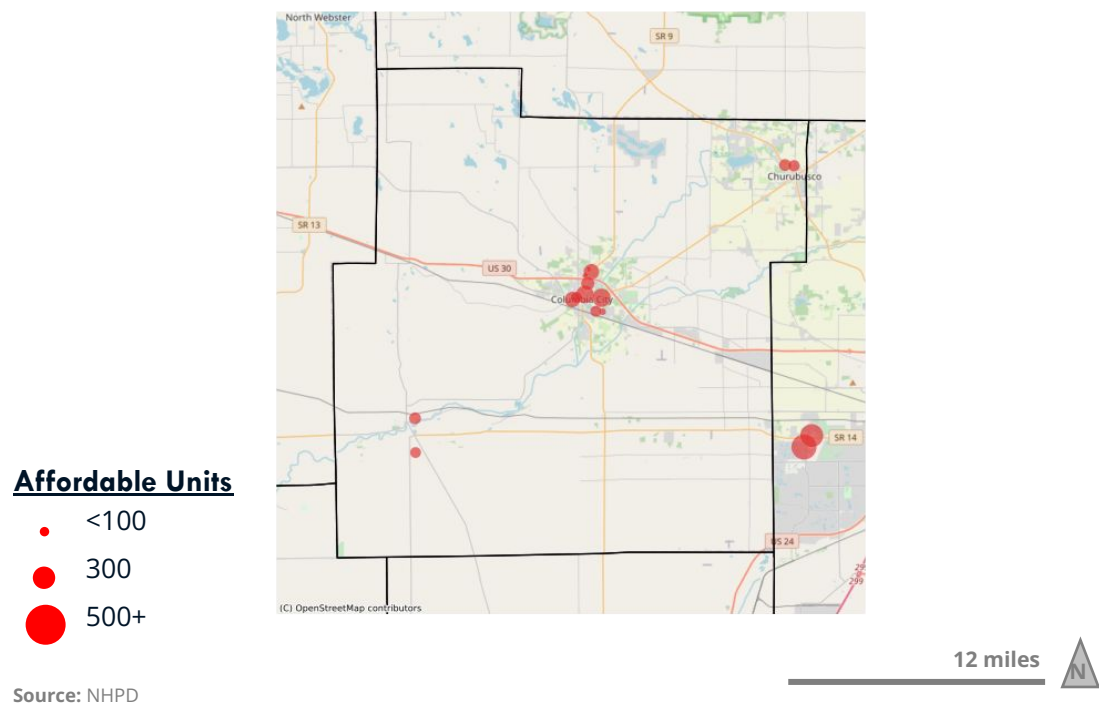 North Webster
SR 9
Churubusco
SR 13
US 30
Columbia City
SR 14
US 24
299
(C) OpenStreetMap contributors
Affordable Units
<100
300
500+
12 miles
N
Source: NHPD